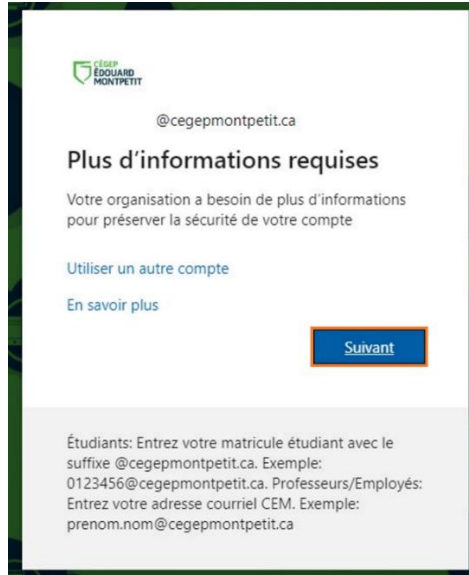 CÉGEP
ÉDOUARD
MONTPETIT
@cegepmontpetit.ca
Plus d'informations requises
Votre organisation a besoin de plus d'informations
pour préserver la sécurité de votre compte
Utiliser un autre compte
En savoir plus
Suivant
Étudiants: Entrez votre matricule étudiant avec le
suffixe @cegepmontpetit.ca. Exemple:
0123456@cegepmontpetit.ca. Professeurs/Employés:
Entrez votre adresse courriel CEM. Exemple:
prenom.nom@cegepmontpetit.ca